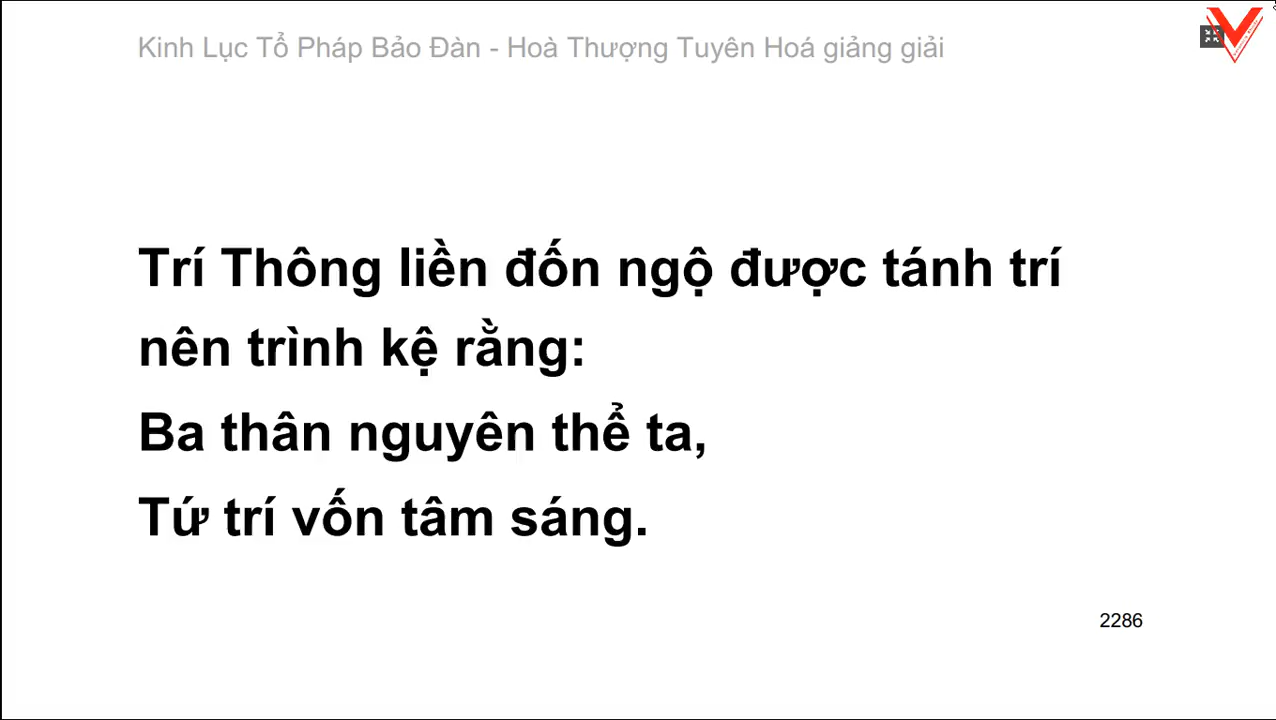 Kinh Lục Tổ Pháp Bảo Đàn - Hoà Thượng Tuyên Hoá giảng giải
Trí Thông liền đốn ngộ được tánh trí
nên trình kệ rằng:
Ba thân nguyên thể ta,
Tứ trí vốn tâm sáng.
2286